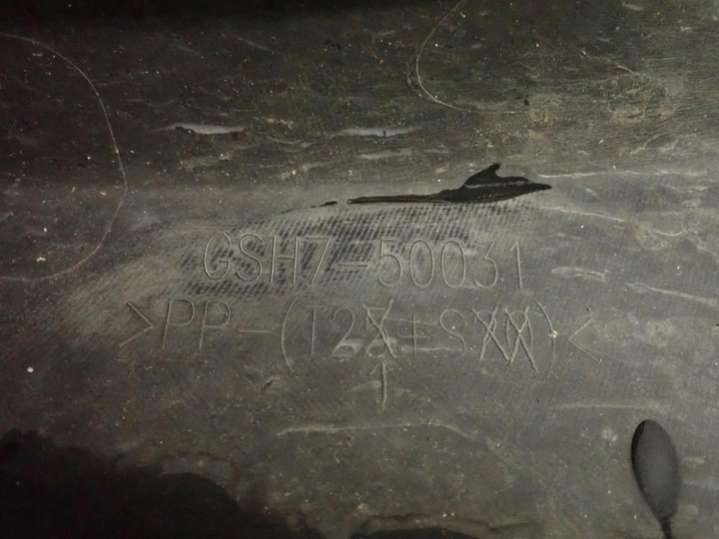 GSH7-50031
>PP-(T2X+SXX)<
↑